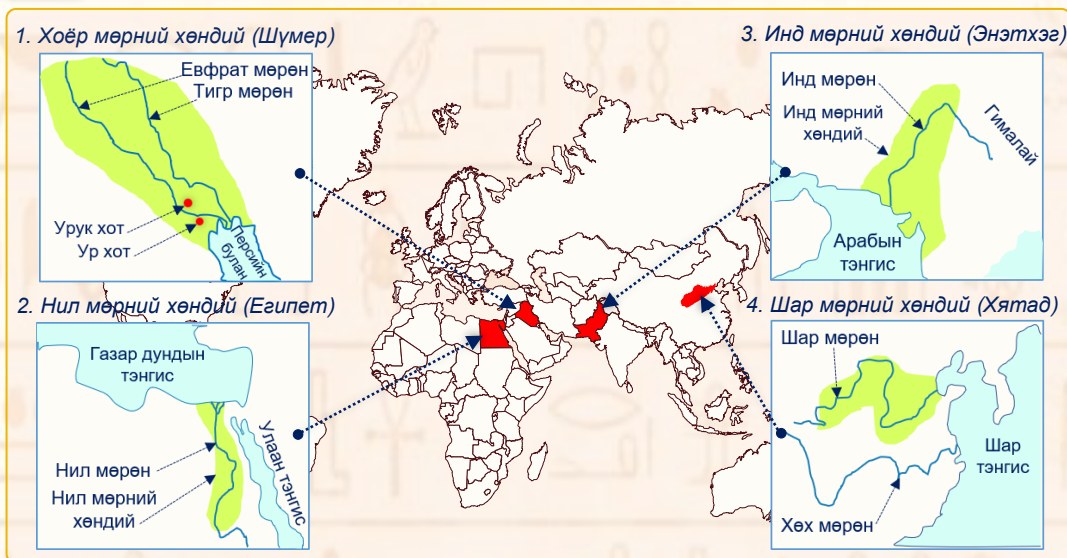 1. Хоёр мөрний хөндий (Шүмер)
Евфрат мөрөн
Тигр мөрөн
Урук хот
Ур хот
Персийн
булан
2. Нил мөрний хөндий (Египет)
Газар дундын
тэнгис
Улаан тэнгис
Нил мөрөн
Нил мөрний
хөндий
3. Инд мөрний хөндий (Энэтхэг)
Инд мөрөн
Инд мөрний
хөндий
Гималай
Арабын
тэнгис
4. Шар мөрний хөндий (Хятад)
Шар мөрөн
Шар
тэнгис
Хөх мөрөн